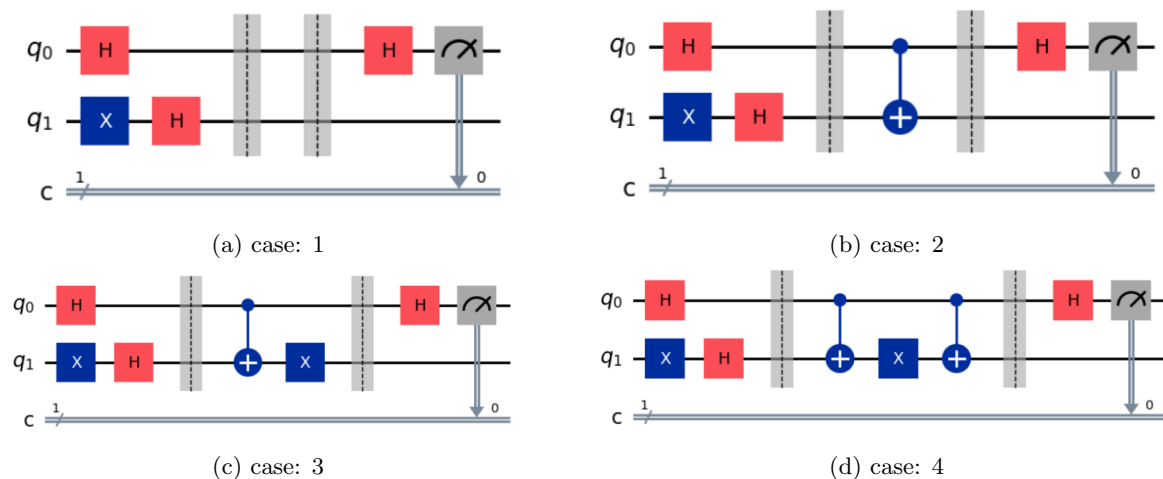 q0 H H
q1 X H
c 1 0
(a) case: 1
q0 H H
q1 X H
c 1 0
(b) case: 2
q0 H H
q1 X H X
c 1 0
(c) case: 3
q0 H H
q1 X H X
c 1 0
(d) case: 4